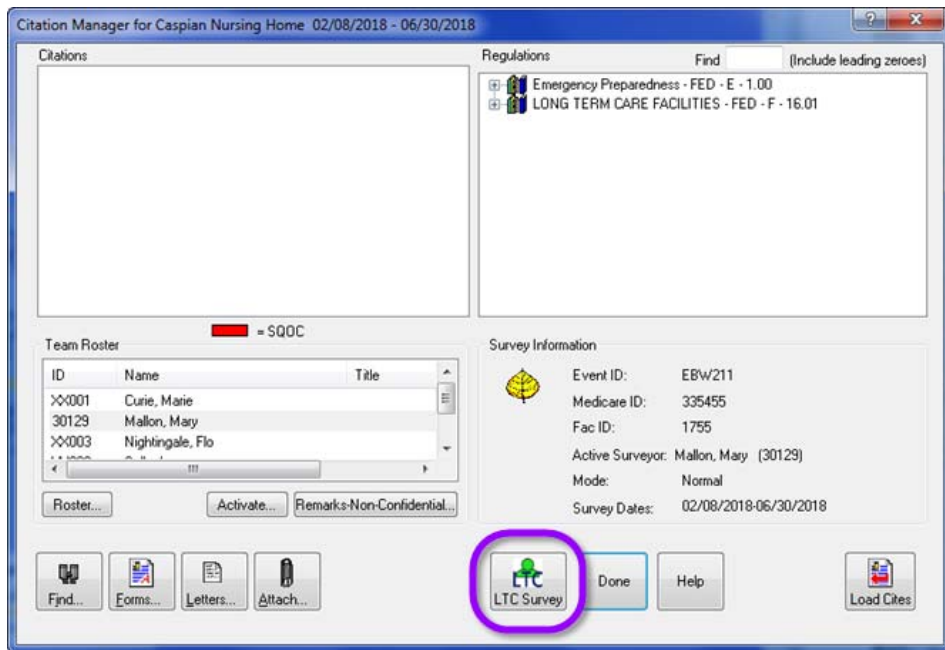 Citation Manager for Caspian Nursing Home 02/08/2018 - 06/30/2018
Citations
Regulations Find (Include leading zeroes)
Emergency Preparedness - FED - E - 1.00
LONG TERM CARE FACILITIES - FED - F - 16.01
= SQOC
Team Roster
ID Name Title
XX001 Curie, Marie
30129 Mallon, Mary
XX003 Nightingale, Flo
Roster... Activate... Remarks-Non-Confidential...
Survey Information
Event ID: EBW211
Medicare ID: 335455
Fac ID: 1755
Active Surveyor: Mallon, Mary (30129)
Mode: Normal
Survey Dates: 02/08/2018-06/30/2018
Find... Forms... Letters... Attach...
LTC
LTC Survey Done Help Load Cites